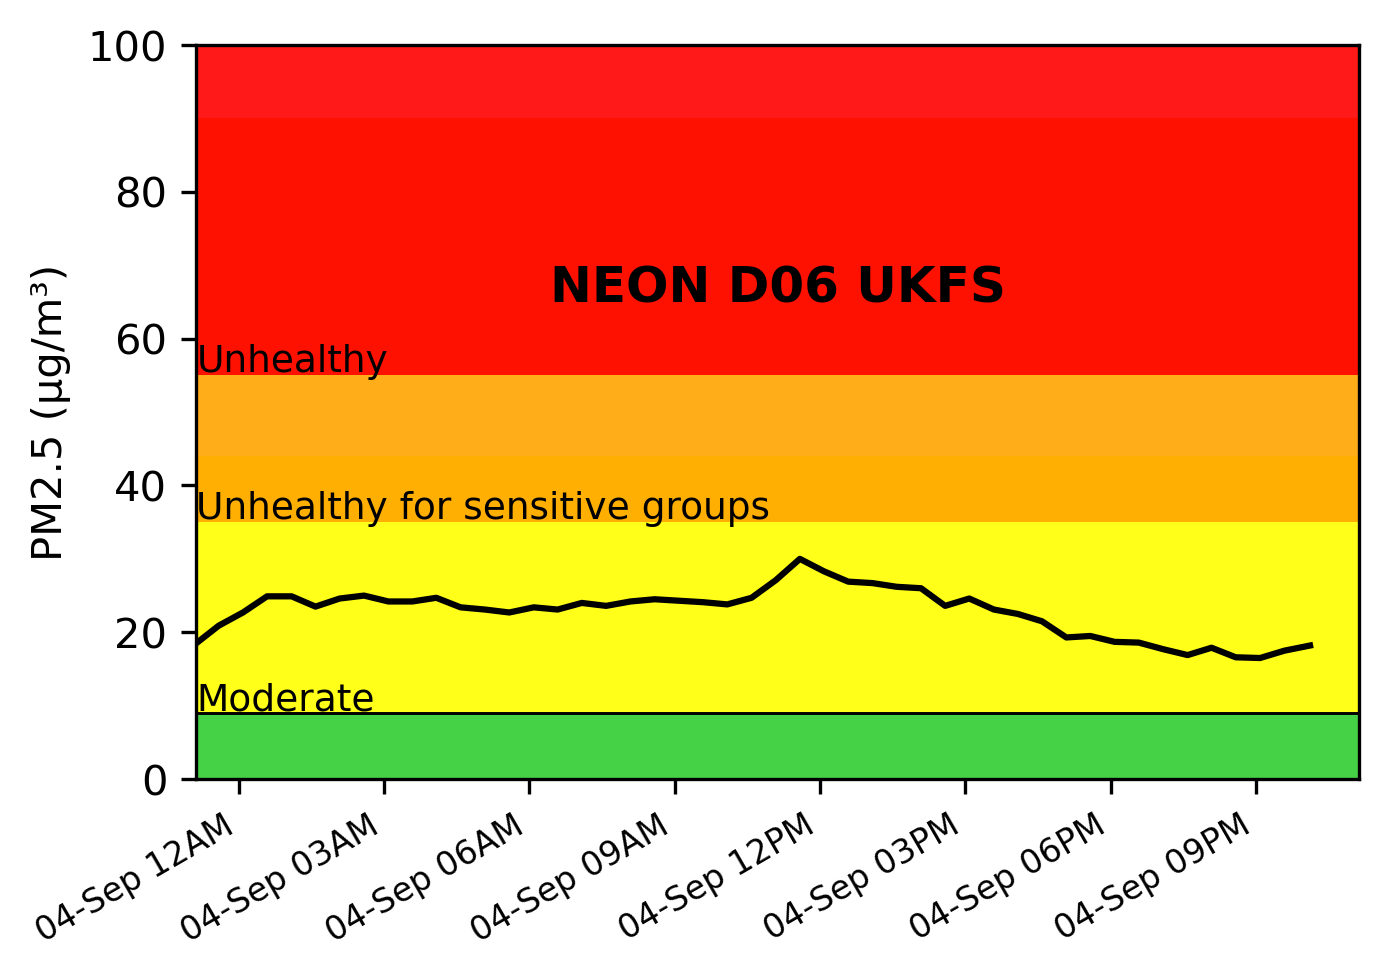 100
80
60
40
20
0
PM2.5 (µg/m³)
NEON D06 UKFS
Unhealthy
Unhealthy for sensitive groups
Moderate
04-Sep 12AM
04-Sep 03AM
04-Sep 06AM
04-Sep 09AM
04-Sep 12PM
04-Sep 03PM
04-Sep 06PM
04-Sep 09PM